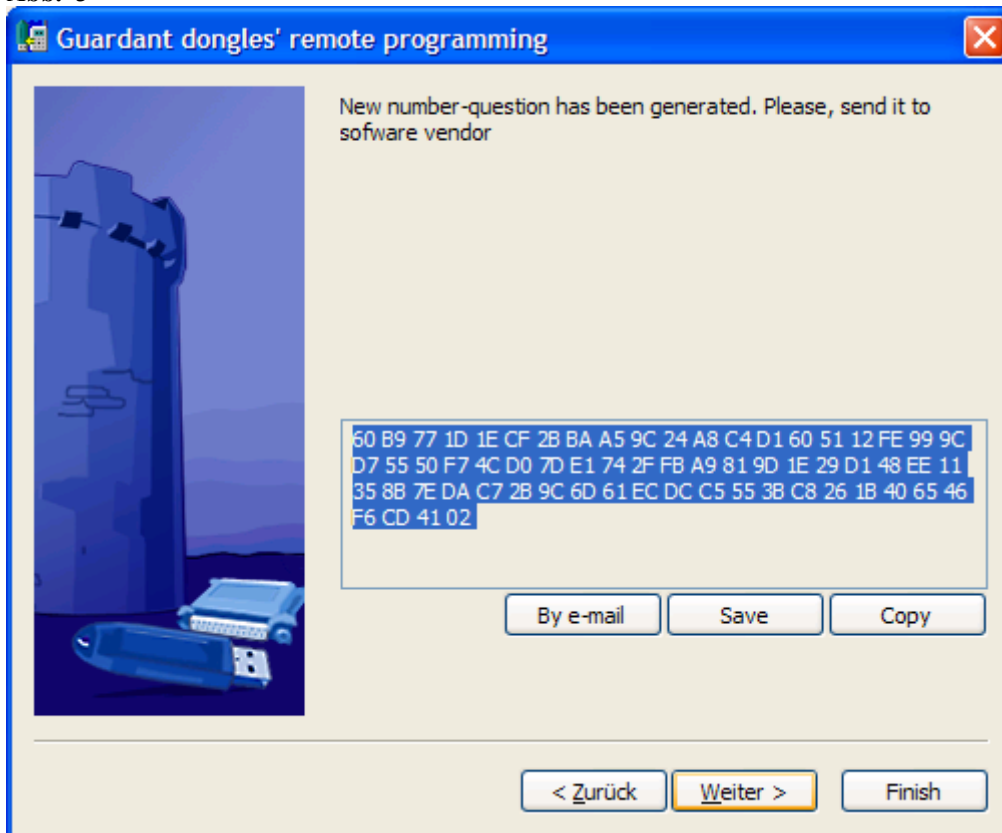 Guardant dongles' remote programming
New number-question has been generated. Please, send it to
sofware vendor
60 B9 77 1D 1E CF 2B BA A5 9C 24 A8 C4 D1 60 51 12 FE 99 9C
D7 55 50 F7 4C D0 7D E1 74 2F FB A9 81 9D 1E 29 D1 48 EE 11
35 8B 7E DA C7 2B 9C 6D 61 EC DC C5 55 3B C8 26 1B 40 65 46
F6 CD 41 02
By e-mail Save Copy
< Zurück Weiter > Finish